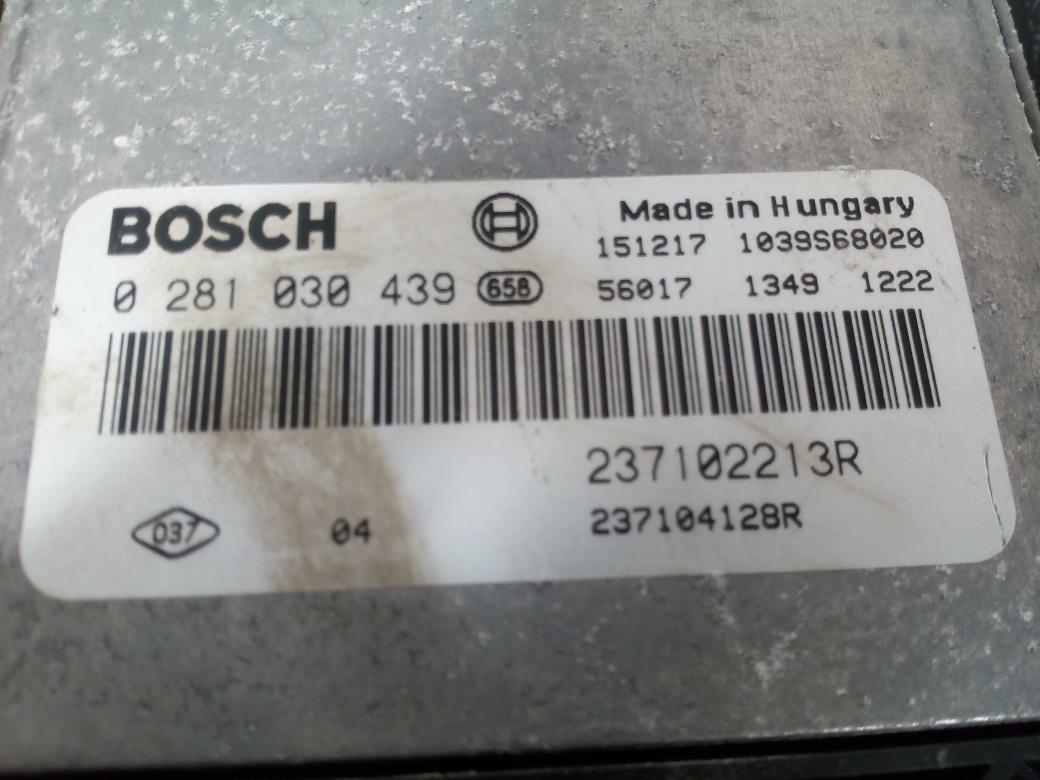 BOSCH
Made in Hungary
151217 1039S68020
0 281 030 439 658 56017 1349 1222
237102213R
037 04 237104128R